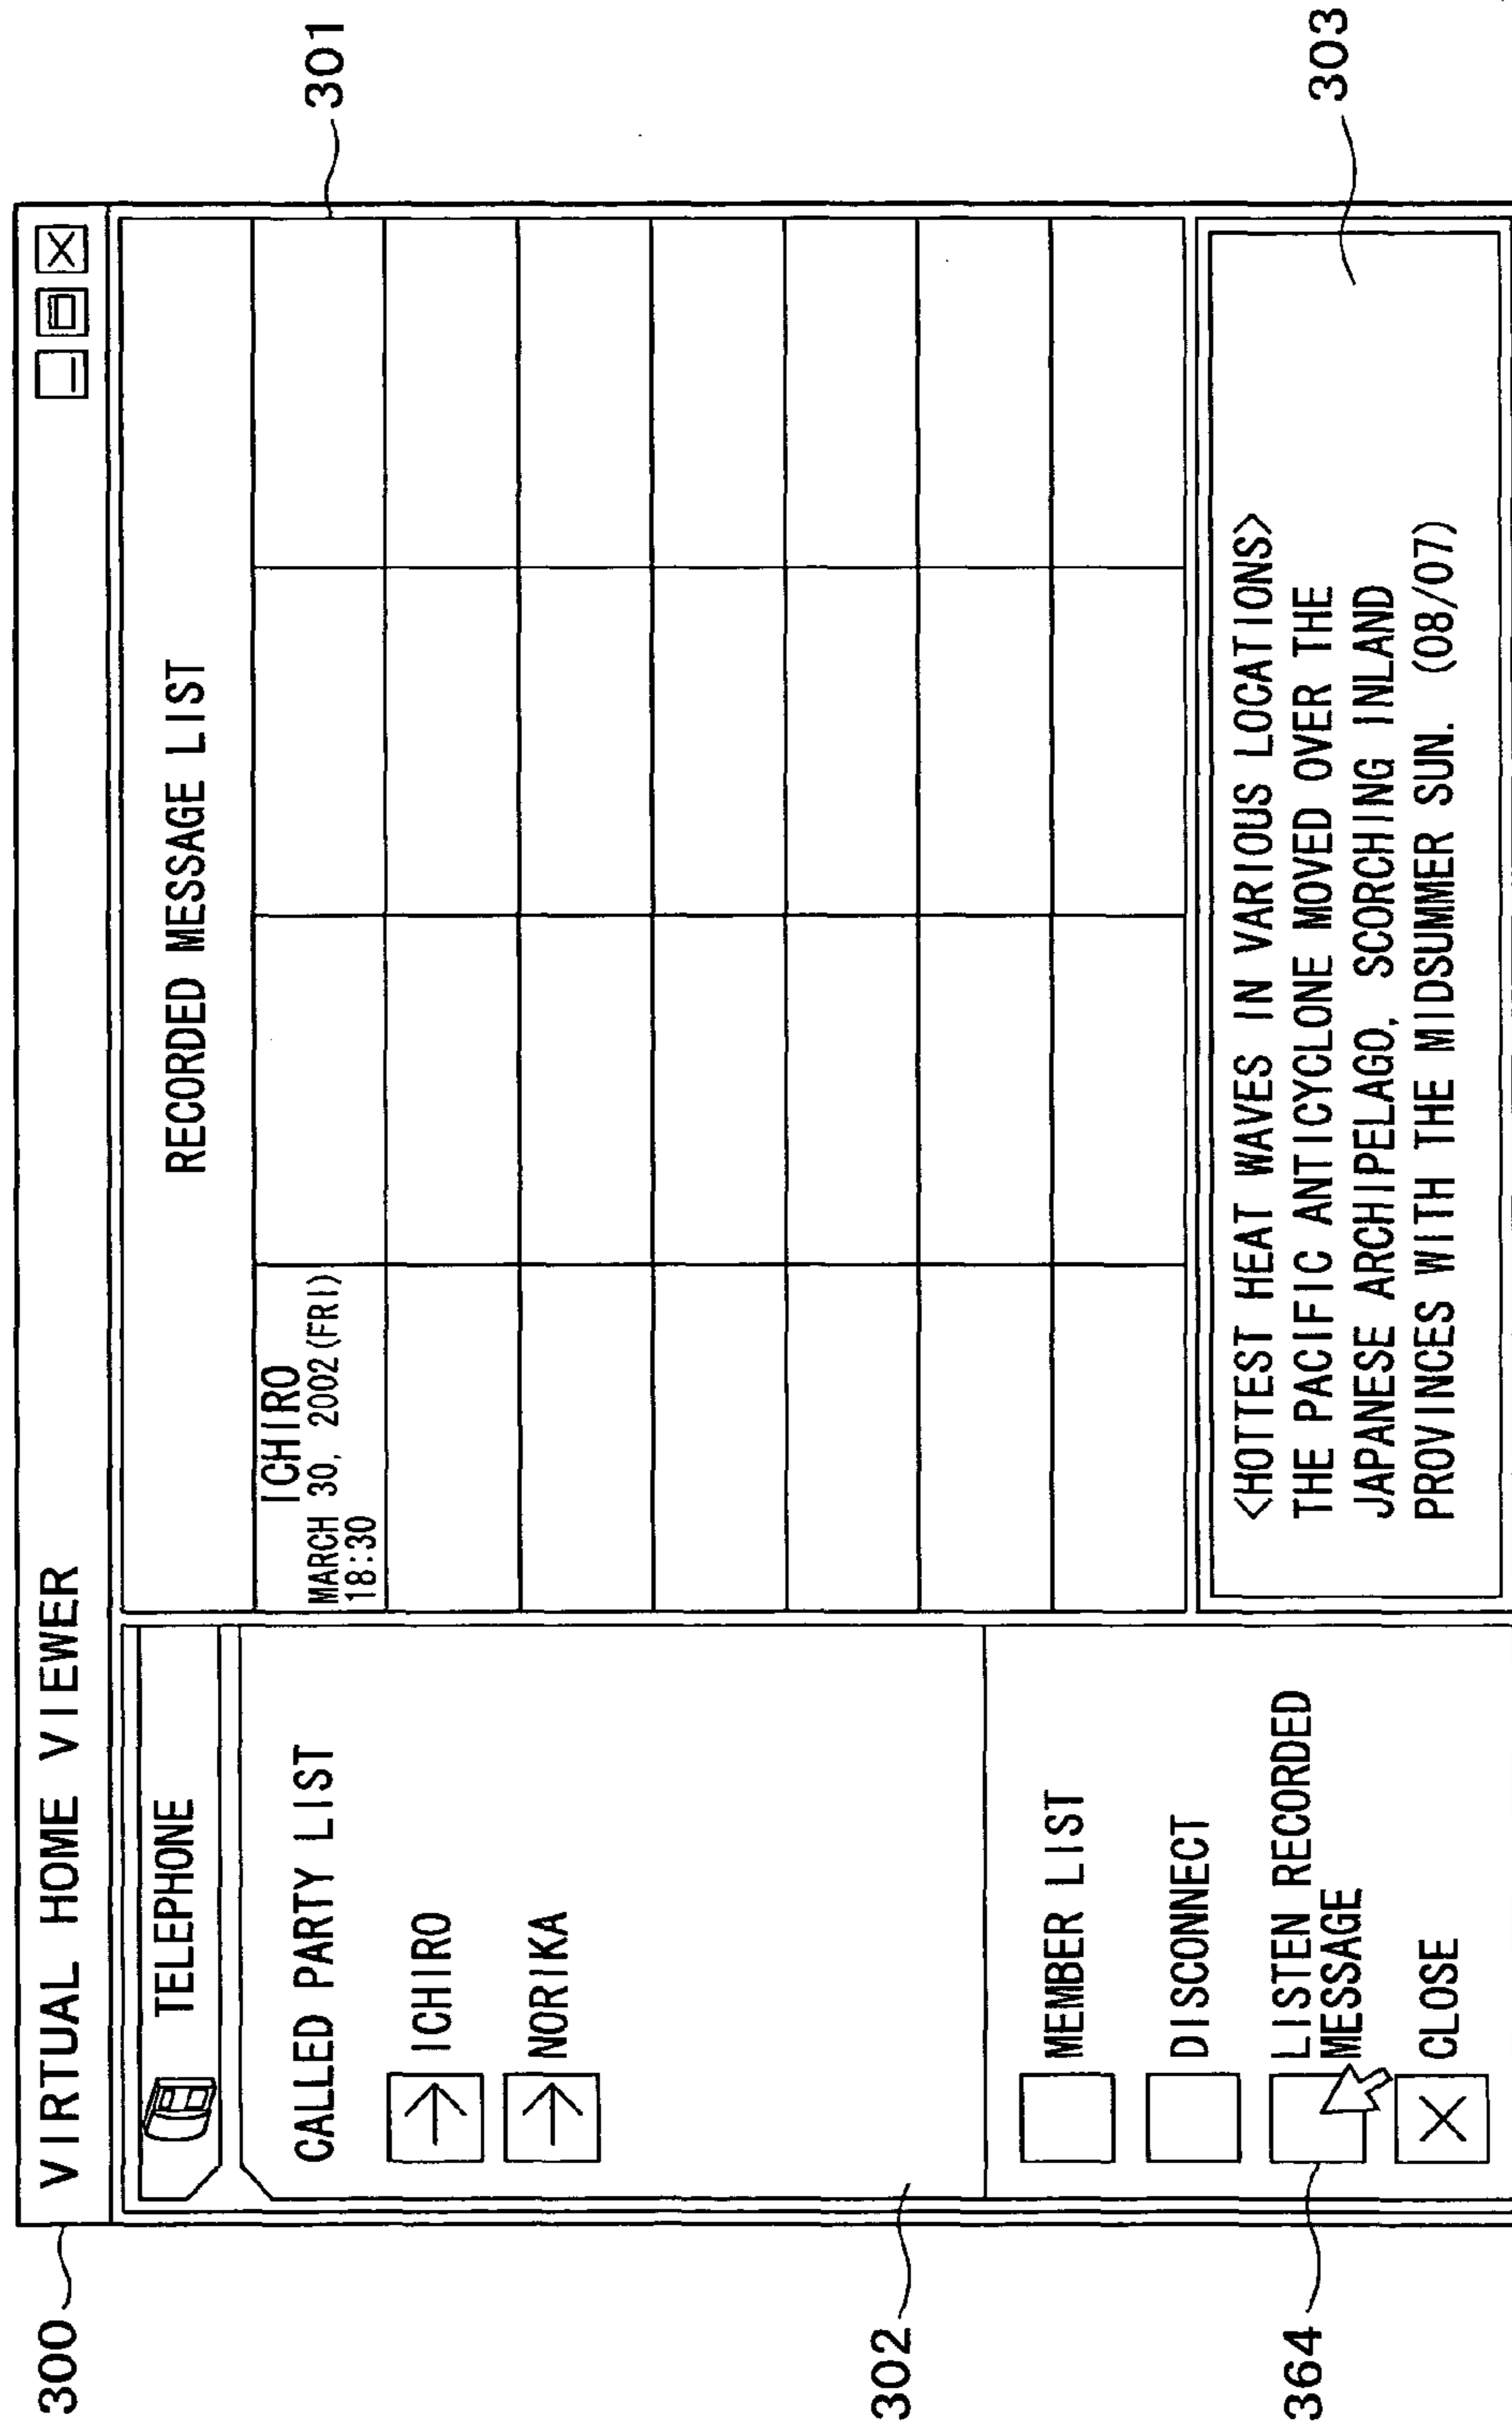 300
VIRTUAL HOME VIEWER
TELEPHONE
CALLED PARTY LIST
ICHIRO
NORIKA
302
MEMBER LIST
DISCONNECT
364
LISTEN RECORDED
MESSAGE
CLOSE
RECORDED MESSAGE LIST
301
ICHIRO
MARCH 30, 2002(FRI)
18:30
<HOTTEST HEAT WAVES IN VARIOUS LOCATIONS>
THE PACIFIC ANTICYCLONE MOVED OVER THE
JAPANESE ARCHIPELAGO, SCORCHING INLAND
PROVINCES WITH THE MIDSUMMER SUN. (08/07)
303